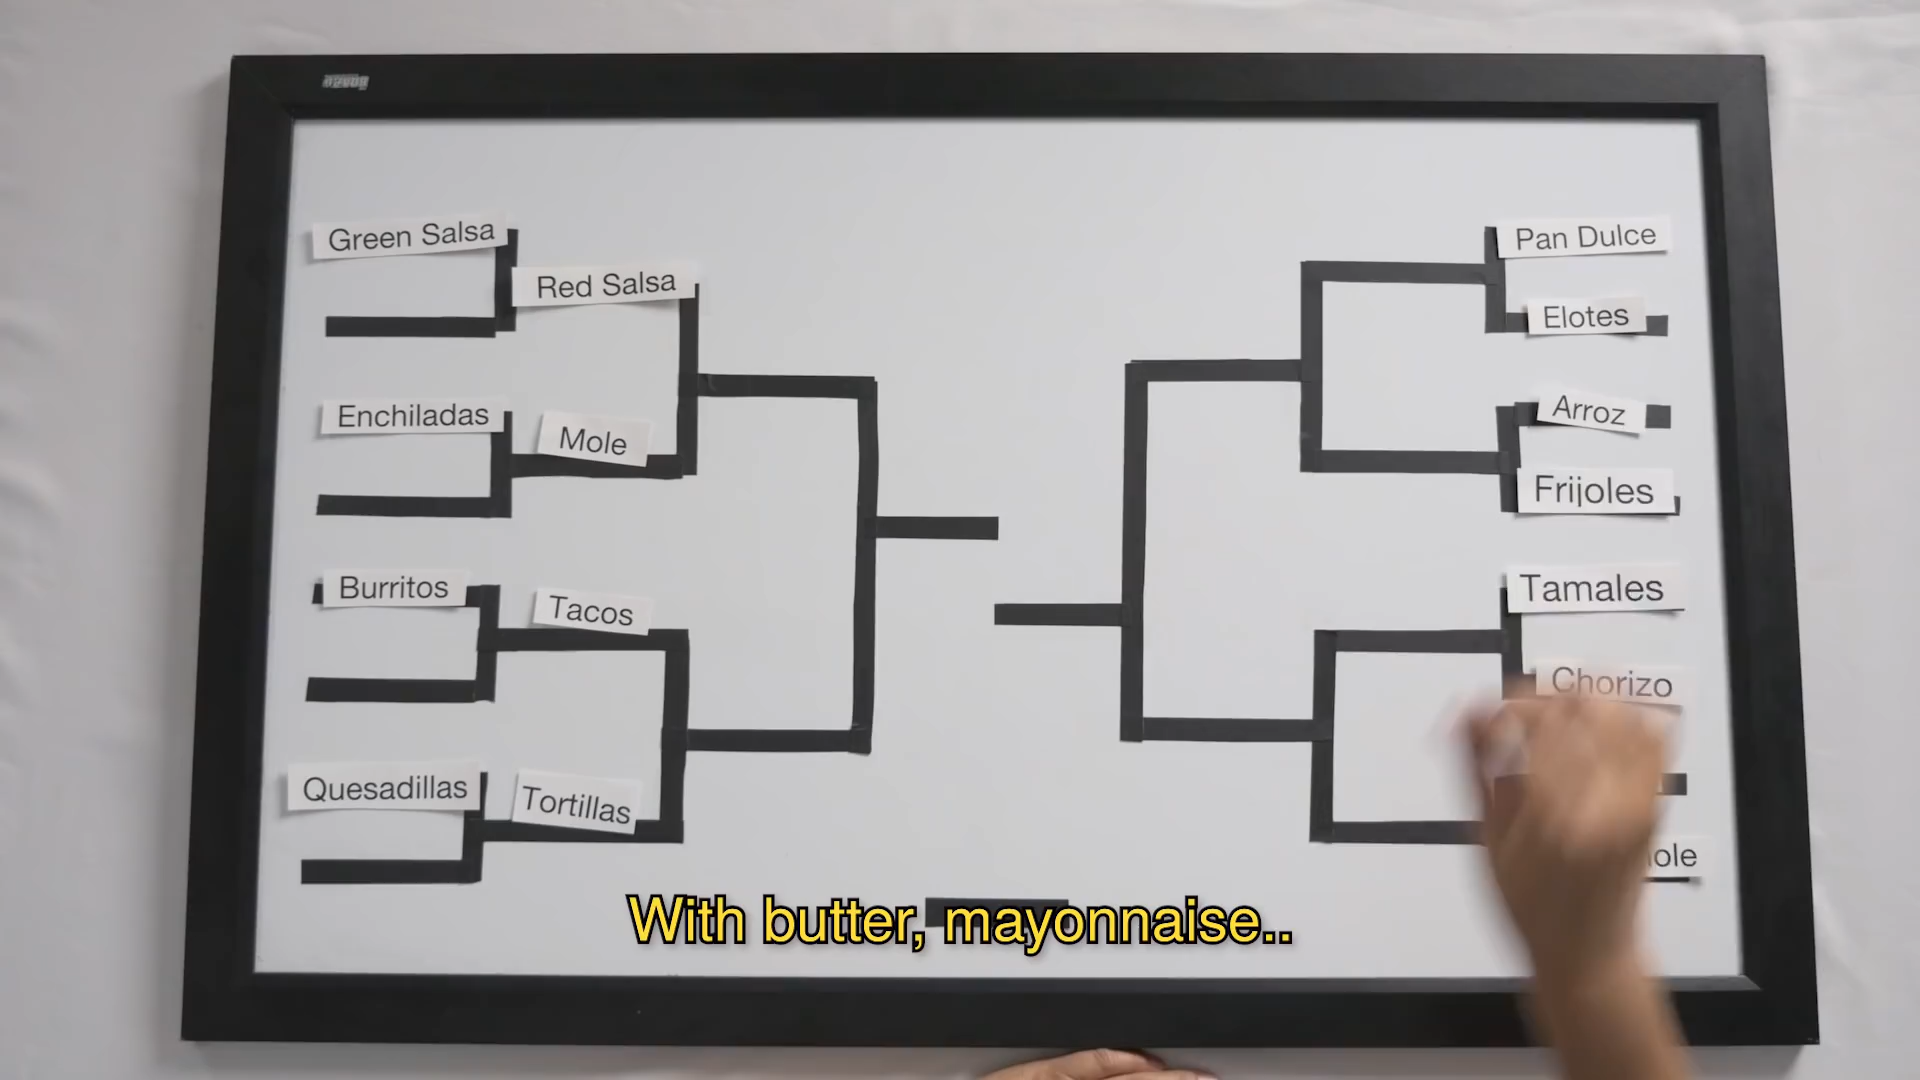 Green Salsa
Red Salsa
Enchiladas
Mole
Burritos
Tacos
Quesadillas
Tortillas
Pan Dulce
Elotes
Arroz
Frijoles
Tamales
Chorizo
With butter, mayonnaise..